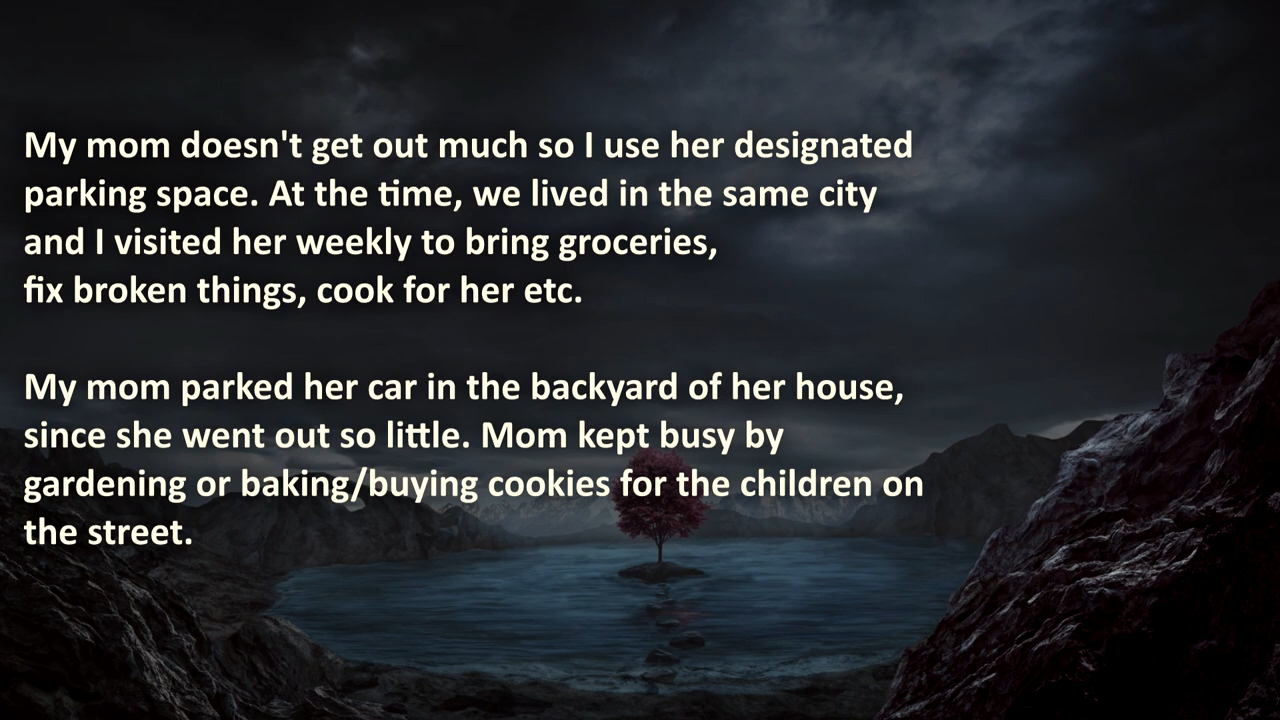 My mom doesn't get out much so I use her designated
parking space. At the time, we lived in the same city
and I visited her weekly to bring groceries,
fix broken things, cook for her etc.
My mom parked her car in the backyard of her house,
since she went out so little. Mom kept busy by
gardening or baking/buying cookies for the children on
the street.